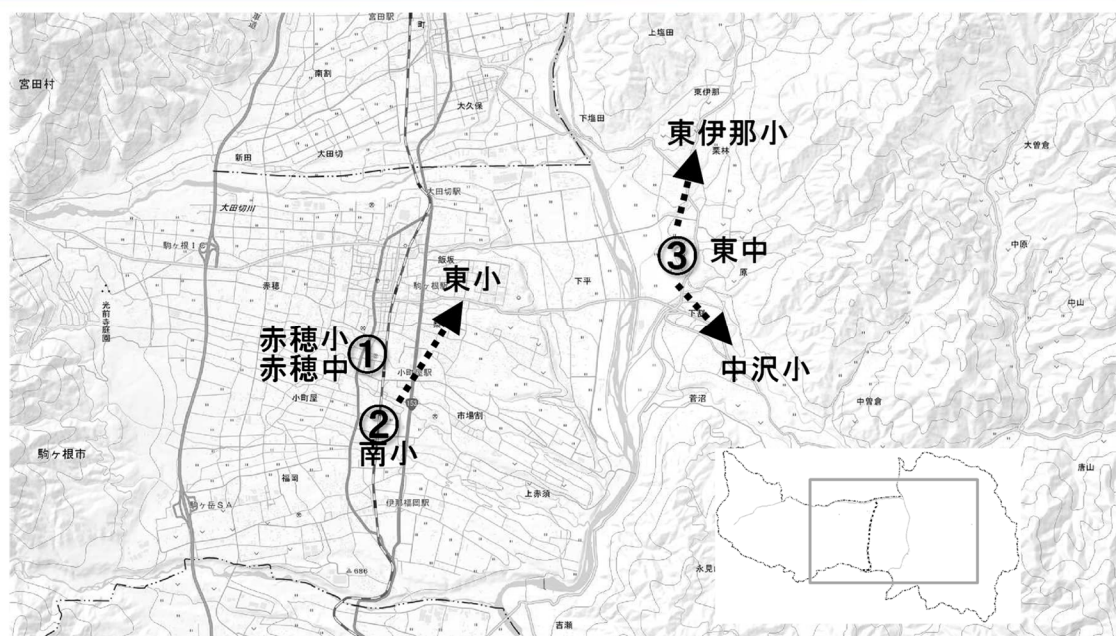 宮田駅
町
上塩田
南割
宮田村
東伊那
大久保
下塩田
東伊那小
栗林
大田切
新田
大曽倉
大田切駅
大田切川
③
東中
原
中原
駒ヶ根IC
飯坂
東小
下平
赤穂
駒ヶ根駅
中山
光前寺庭園
赤穂小
赤穂中
①
小町屋駅
中沢小
小町屋
153
菅沼
中曽倉
②
市場割
南小
駒ヶ根市
福岡
唐山
上赤須
駒ヶ岳SA
伊那福岡駅
686
吉瀬